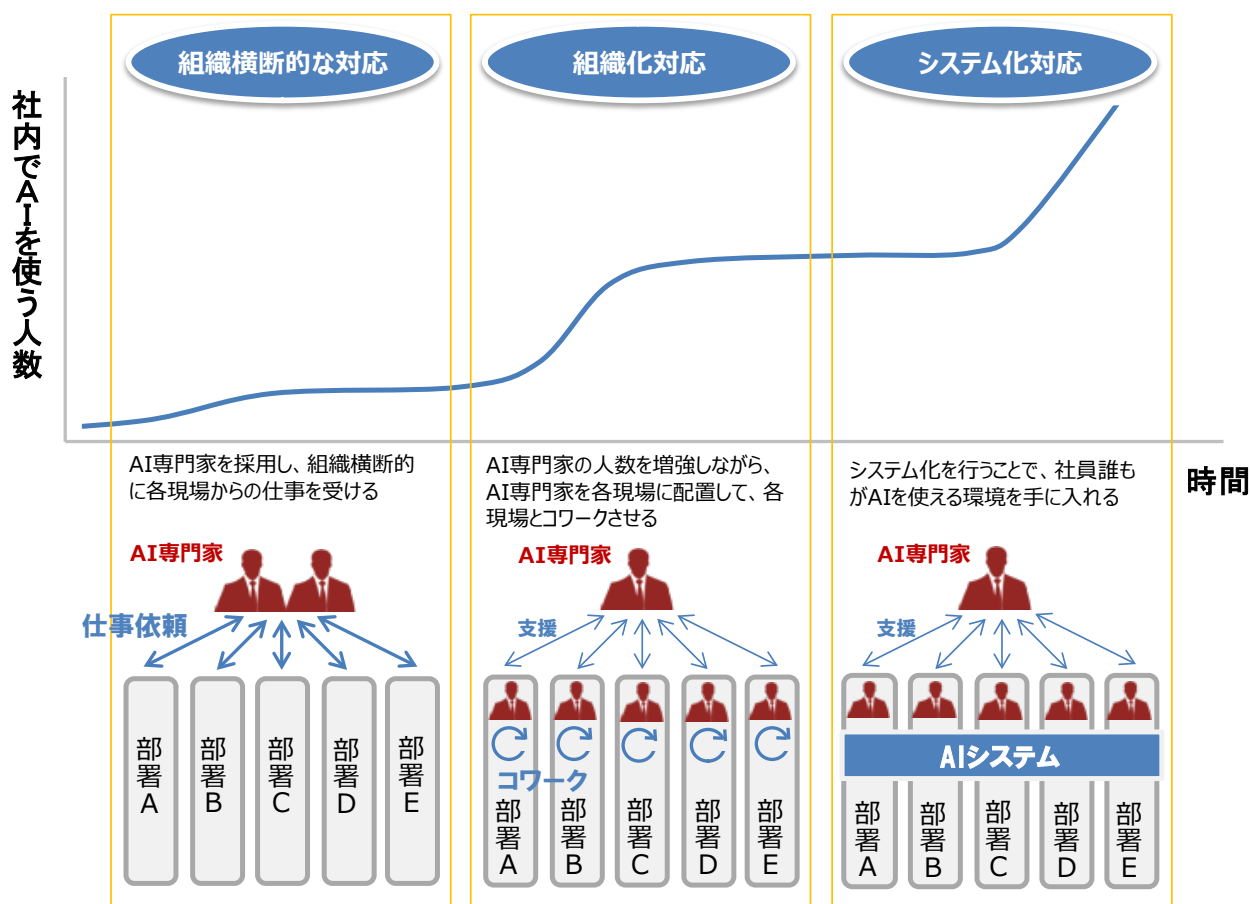 組織横断的な対応
組織化対応
システム化対応
社内でAIを使う人数
時間
AI専門家を採用し、組織横断的
に各現場からの仕事を受ける
AI専門家
仕事依頼
部署A
部署B
部署C
部署D
部署E
AI専門家の人数を増強しながら、
AI専門家を各現場に配置して、各
現場とコワークさせる
AI専門家
支援
コワーク
部署A
部署B
部署C
部署D
部署E
システム化を行うことで、社員誰も
がAIを使える環境を手に入れる
AI専門家
支援
AIシステム
部署A
部署B
部署C
部署D
部署E